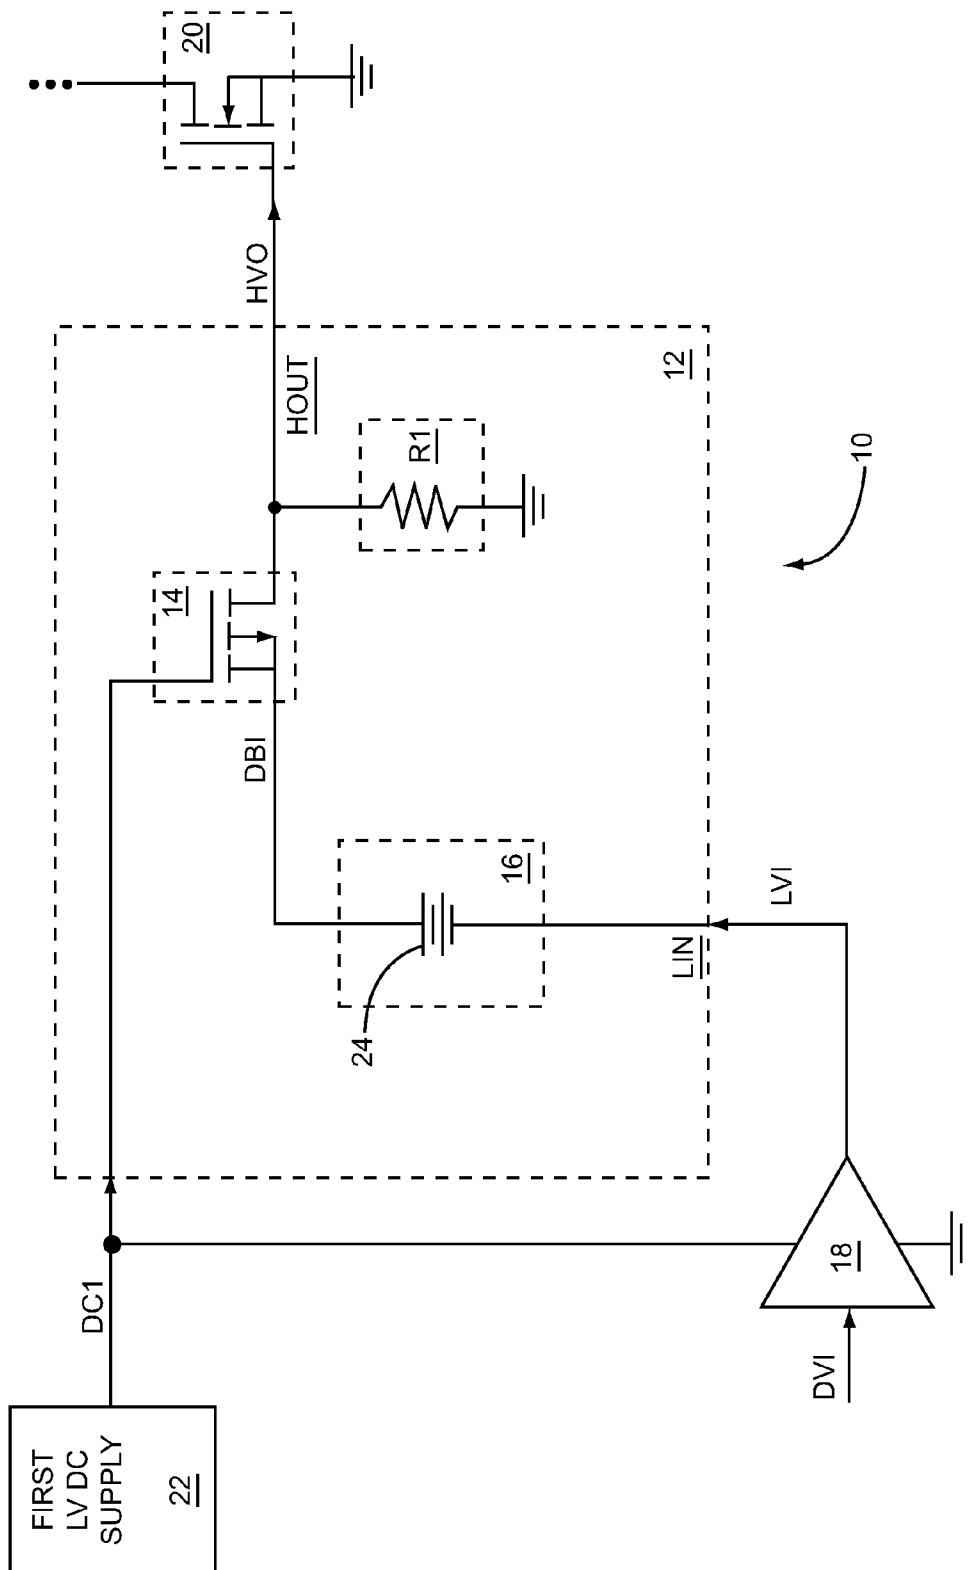 FIRST
LV DC
SUPPLY
22
DC1
DVI
18
LVI
LIN
24
16
DBI
14
R1
HOUT
12
10
HVO
20